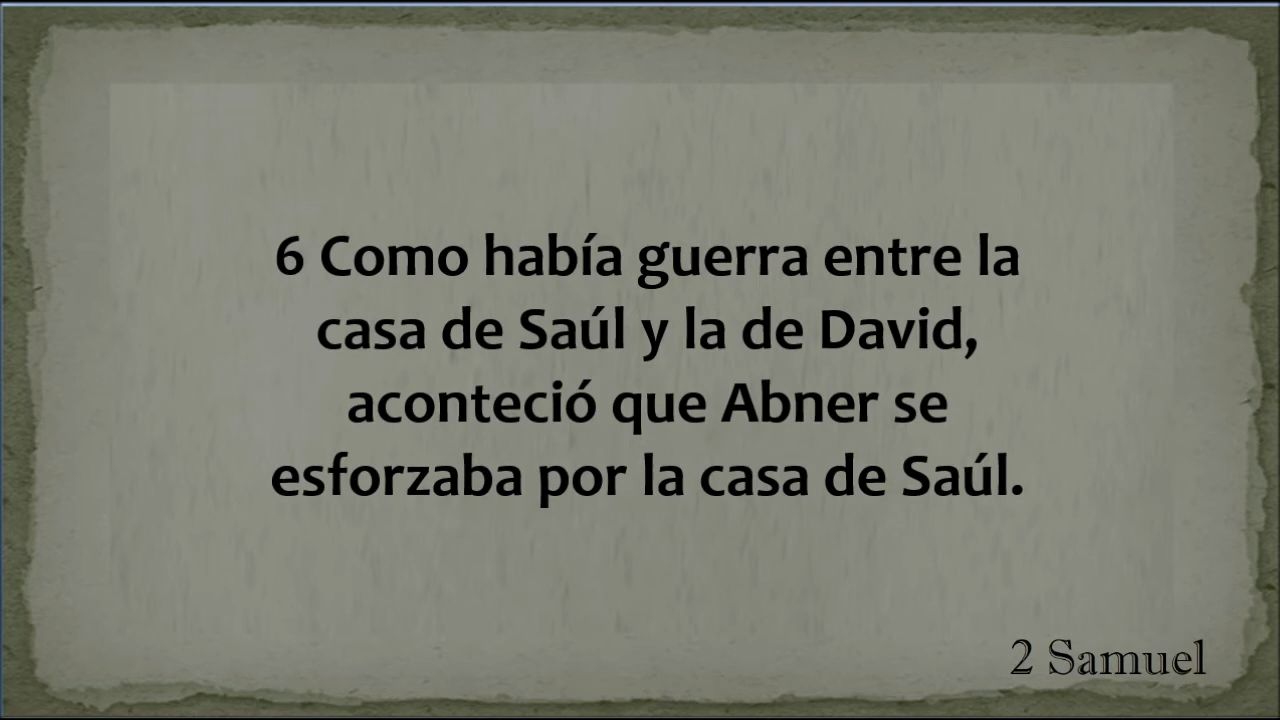 6 Como había guerra entre la
casa de Saúl y la de David,
aconteció que Abner se
esforzaba por la casa de Saúl.
2 Samuel